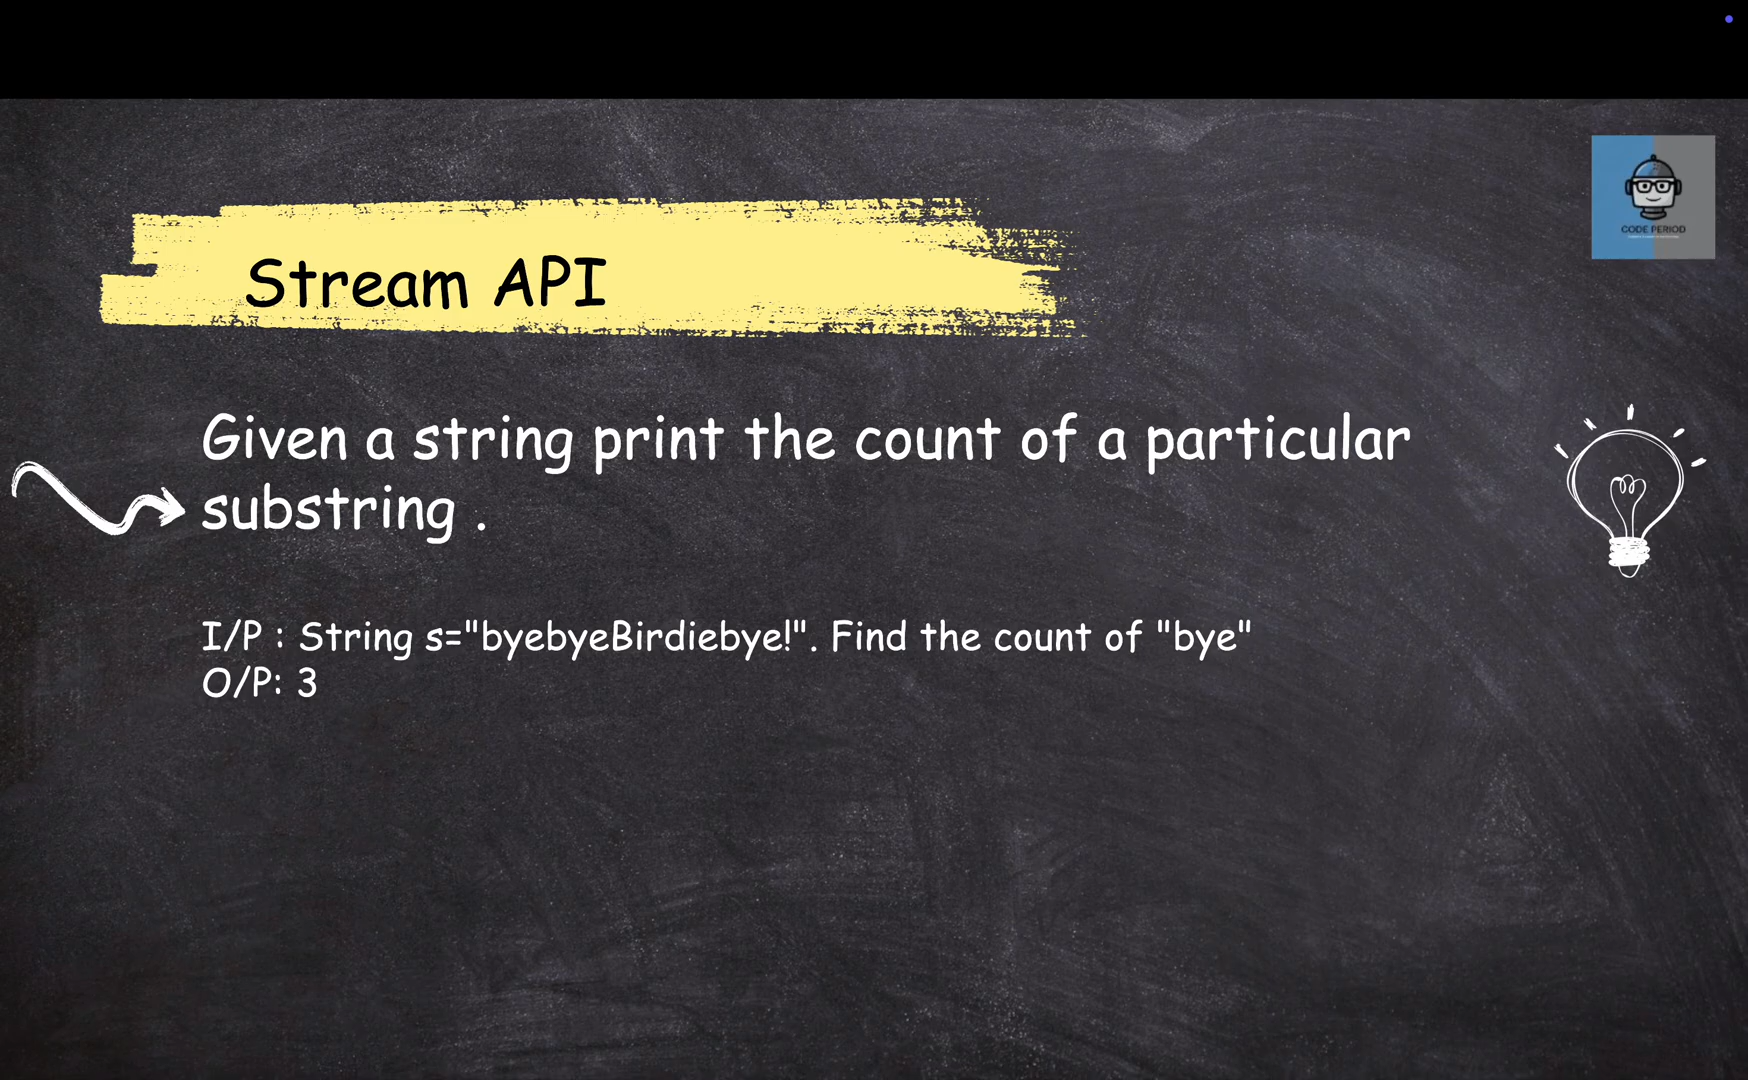 CODE PERIOD
Stream API
Given a string print the count of a particular
substring .
I/P : String s="byebyeBirdiebye!". Find the count of "bye"
O/P: 3